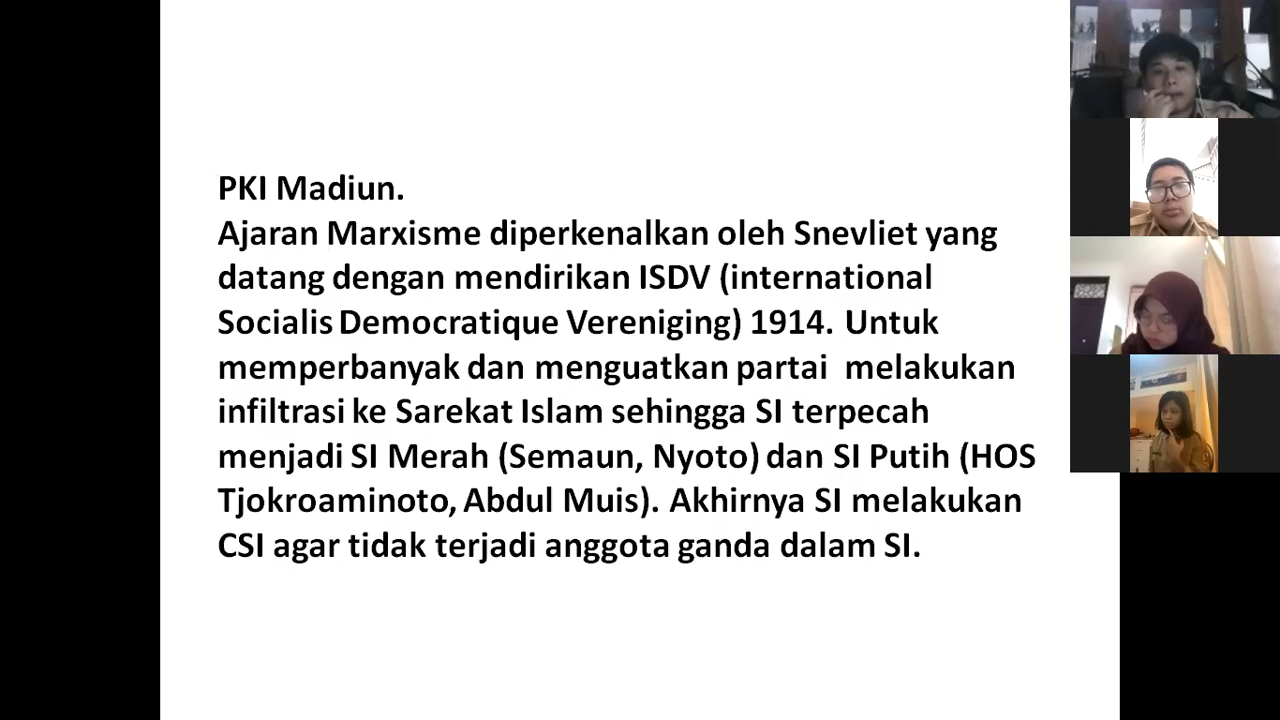 PKI Madiun.
Ajaran Marxisme diperkenalkan oleh Snevliet yang
datang dengan mendirikan ISDV (international
Socialis Democratique Vereniging) 1914. Untuk
memperbanyak dan menguatkan partai  melakukan
infiltrasi ke Sarekat Islam sehingga SI terpecah
menjadi SI Merah (Semaun, Nyoto) dan SI Putih (HOS
Tjokroaminoto, Abdul Muis). Akhirnya SI melakukan
CSI agar tidak terjadi anggota ganda dalam SI.